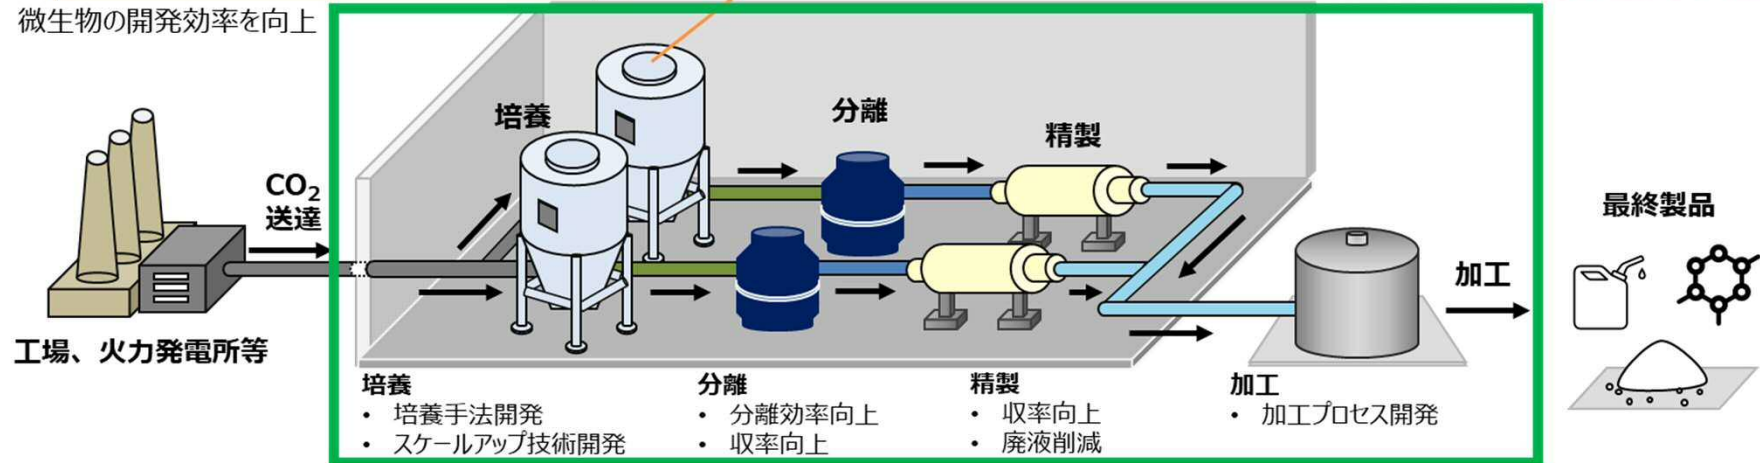 微生物の開発効率を向上
培養
分離
精製
CO₂
送達
最終製品
加工
工場、火力発電所等
培養
• 培養手法開発
• スケールアップ技術開発
分離
• 分離効率向上
• 収率向上
精製
• 収率向上
• 廃液削減
加工
• 加工プロセス開発